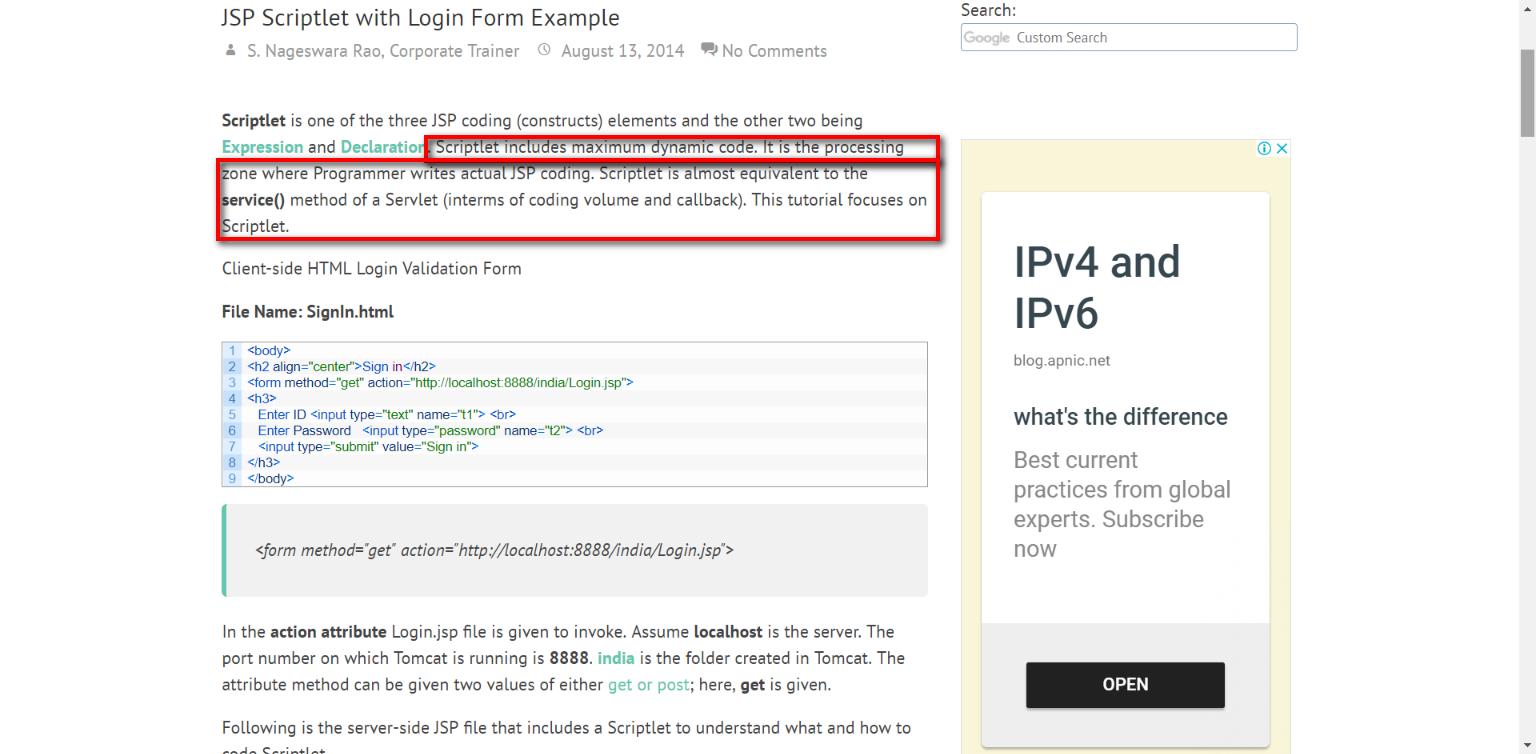 JSP Scriptlet with Login Form Example
S. Nageswara Rao, Corporate Trainer August 13, 2014 No Comments
Scriptlet is one of the three JSP coding (constructs) elements and the other two being
Expression and Declaration. Scriptlet includes maximum dynamic code. It is the processing
zone where Programmer writes actual JSP coding. Scriptlet is almost equivalent to the
service() method of a Servlet (interms of coding volume and callback). This tutorial focuses on
Scriptlet.
Client-side HTML Login Validation Form
File Name: SignIn.html
1 <body>
2 <h2 align="center">Sign in</h2>
3 <form method="get" action="http://localhost:8888/india/Login.jsp">
4 <h3>
5 Enter ID <input type="text" name="t1"> <br>
6 Enter Password <input type="password" name="t2"> <br>
7 <input type="submit" value="Sign in">
8 </h3>
9 </body>
<form method="get" action="http://localhost:8888/india/Login.jsp">
In the action attribute Login.jsp file is given to invoke. Assume localhost is the server. The
port number on which Tomcat is running is 8888. india is the folder created in Tomcat. The
attribute method can be given two values of either get or post; here, get is given.
Following is the server-side JSP file that includes a Scriptlet to understand what and how to
code Scriptlet.
Search:
Google Custom Search
IPv4 and
IPv6
blog.apnic.net
what's the difference
Best current
practices from global
experts. Subscribe
now
OPEN